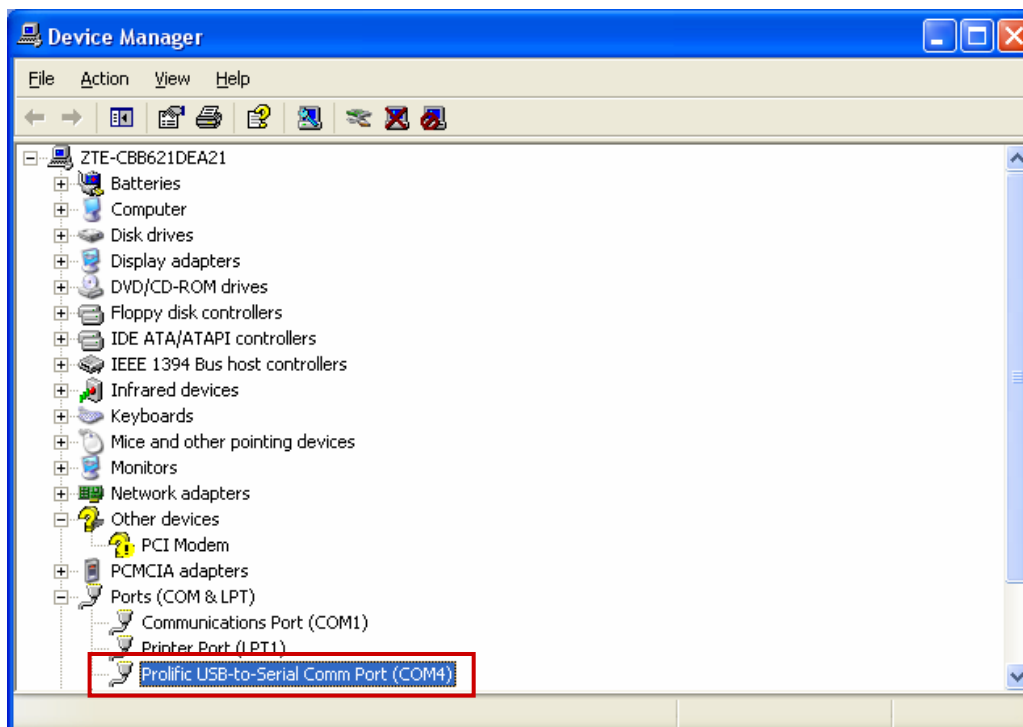 Device Manager
File Action View Help
ZTE-CBB621DEA21
Batteries
Computer
Disk drives
Display adapters
DVD/CD-ROM drives
Floppy disk controllers
IDE ATA/ATAPI controllers
IEEE 1394 Bus host controllers
Infrared devices
Keyboards
Mice and other pointing devices
Monitors
Network adapters
Other devices
PCI Modem
PCMCIA adapters
Ports (COM & LPT)
Communications Port (COM1)
Printer Port (LPT1)
Prolific USB-to-Serial Comm Port (COM4)